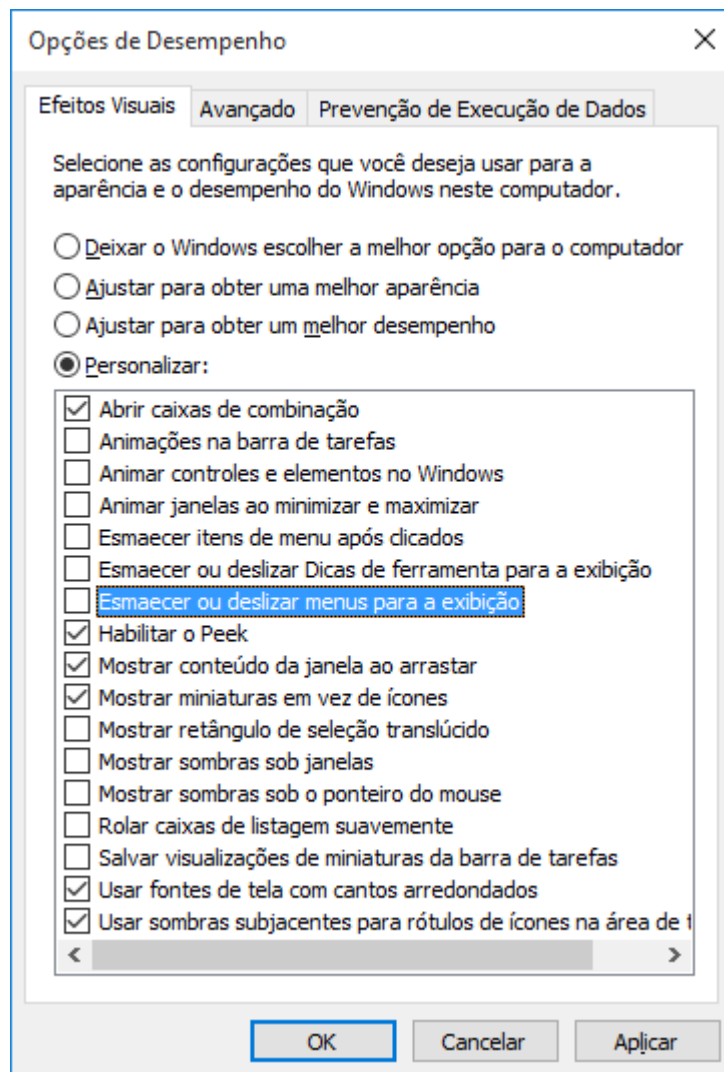 Opções de Desempenho
Efeitos Visuais Avançado Prevenção de Execução de Dados
Selecione as configurações que você deseja usar para a
aparência e o desempenho do Windows neste computador.
Deixar o Windows escolher a melhor opção para o computador
Ajustar para obter uma melhor aparência
Ajustar para obter um melhor desempenho
Personalizar:
Abrir caixas de combinação
Animações na barra de tarefas
Animar controles e elementos no Windows
Animar janelas ao minimizar e maximizar
Esmaecer itens de menu após clicados
Esmaecer ou deslizar Dicas de ferramenta para a exibição
Esmaecer ou deslizar menus para a exibição
Habilitar o Peek
Mostrar conteúdo da janela ao arrastar
Mostrar miniaturas em vez de ícones
Mostrar retângulo de seleção translúcido
Mostrar sombras sob janelas
Mostrar sombras sob o ponteiro do mouse
Rolar caixas de listagem suavemente
Salvar visualizações de miniaturas da barra de tarefas
Usar fontes de tela com cantos arredondados
Usar sombras subjacentes para rótulos de ícones na área de
OK Cancelar Aplicar